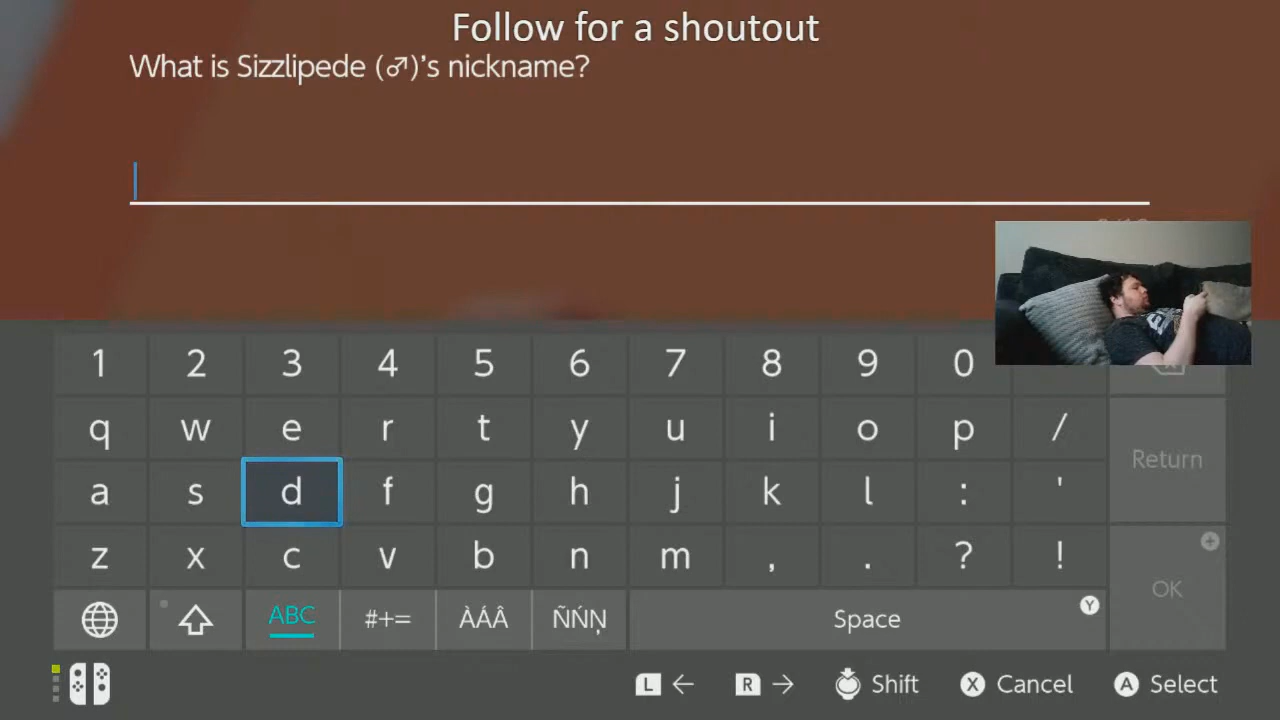 Follow for a shoutout
What is Sizzlipede (♂)'s nickname?
1 2 3 4 5 6 7 8 9 0
q w e r t y u i o p /
Return
a s d f g h j k l : '
z x c v b n m , . ? !
OK
ABC #+= ÀÁÂ ÑŃŅ Space Y
L ← R → Shift X Cancel A Select